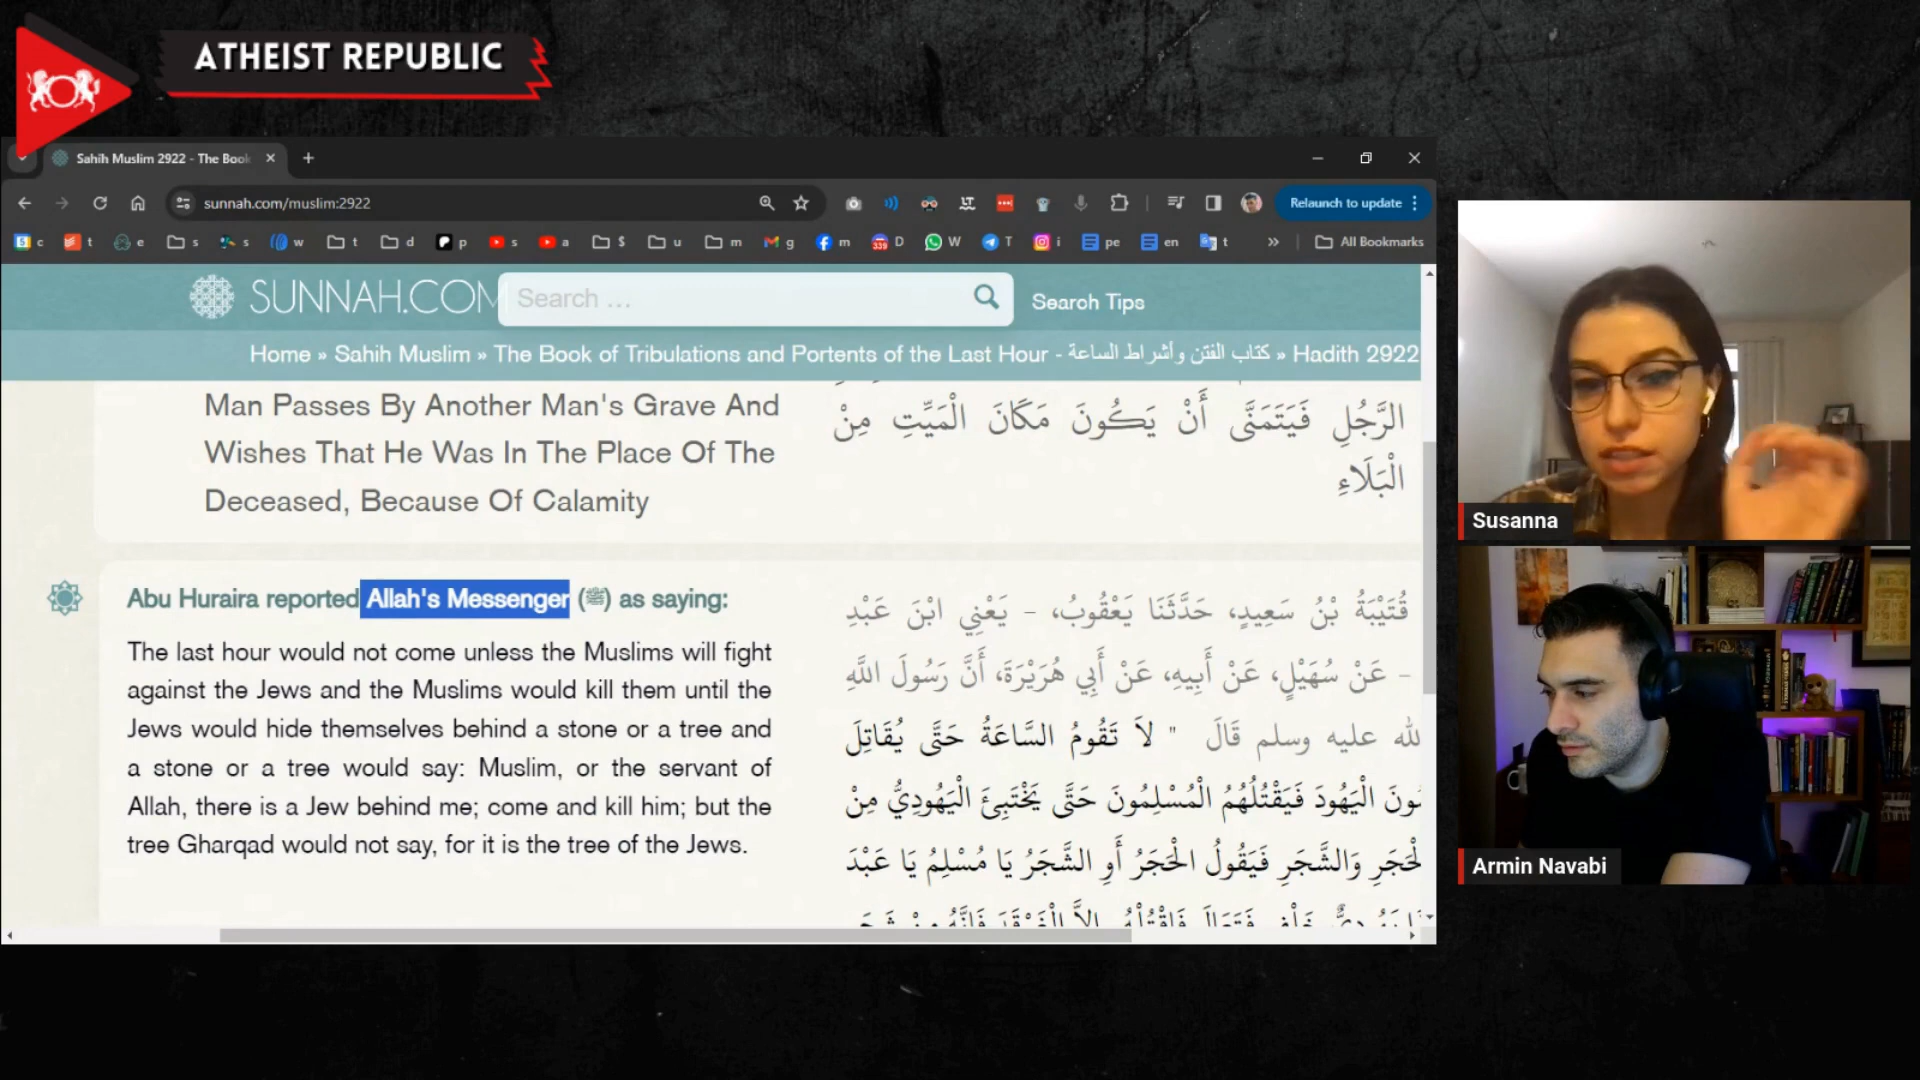 ATHEIST REPUBLIC
Sahih Muslim 2922 - The Book
sunnah.com/muslim:2922
Relaunch to update
c t e s s w t d p s a $ u m g m D W T i pe en t » All Bookmarks
SUNNAH.COM
Search ...
Search Tips
Home » Sahih Muslim » The Book of Tribulations and Portents of the Last Hour - كتاب الفتن وأشراط الساعة » Hadith 2922
Man Passes By Another Man's Grave And
Wishes That He Was In The Place Of The
Deceased, Because Of Calamity
الرَّجُلِ فَيَتَمَنَّى أَنْ يَكُونَ مَكَانَ الْمَيِّتِ مِنْ
الْبَلَاءِ
Abu Huraira reported Allah's Messenger (ﷺ) as saying:
The last hour would not come unless the Muslims will fight
against the Jews and the Muslims would kill them until the
Jews would hide themselves behind a stone or a tree and
a stone or a tree would say: Muslim, or the servant of
Allah, there is a Jew behind me; come and kill him; but the
tree Gharqad would not say, for it is the tree of the Jews.
قُتَيْبَةُ بْنُ سَعِيدٍ، حَدَّثَنَا يَعْقُوبُ، - يَعْنِي ابْنَ عَبْدِ
- عَنْ سُهَيْلٍ، عَنْ أَبِيهِ، عَنْ أَبِي هُرَيْرَةَ، أَنَّ رَسُولَ اللَّهِ
لله عليه وسلم قَالَ " لاَ تَقُومُ السَّاعَةُ حَتَّى يُقَاتِلَ
ونَ الْيَهُودَ فَيَقْتُلُهُمُ الْمُسْلِمُونَ حَتَّى يَخْتَبِئَ الْيَهُودِيُّ مِنْ
لْحَجَرِ وَالشَّجَرِ فَيَقُولُ الْحَجَرُ أَوِ الشَّجَرُ يَا مُسْلِمُ يَا عَبْدَ
Susanna
Armin Navabi